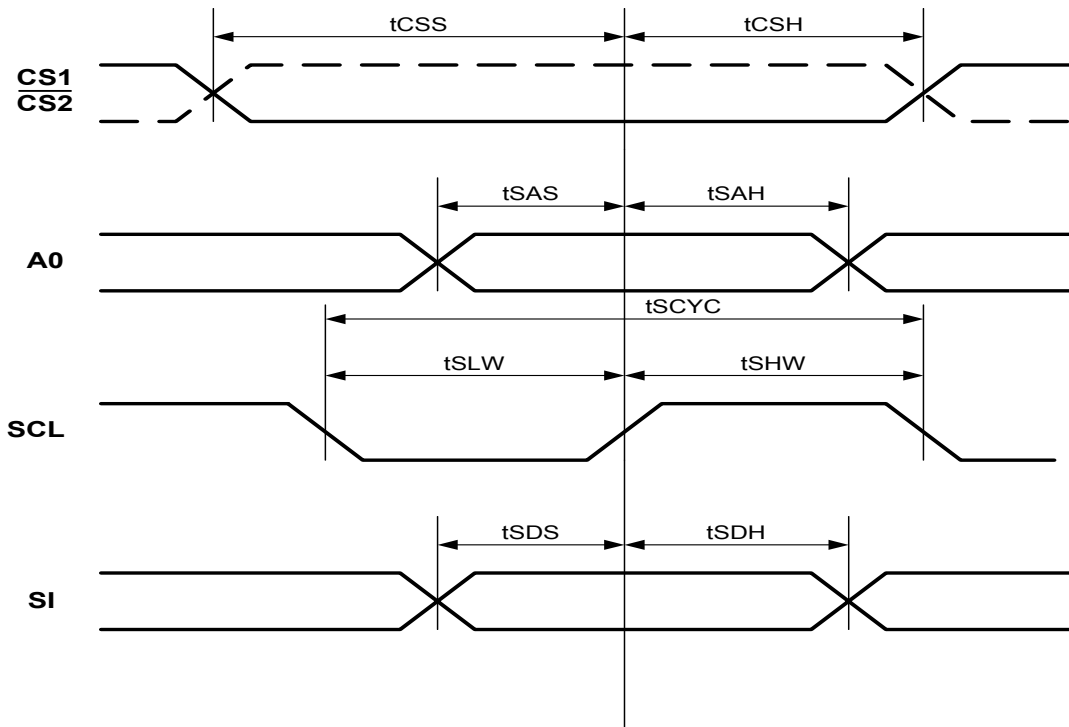 tCSS
tCSH
CS1
CS2
tSAS
tSAH
A0
tSCYC
tSLW
tSHW
SCL
tSDS
tSDH
SI